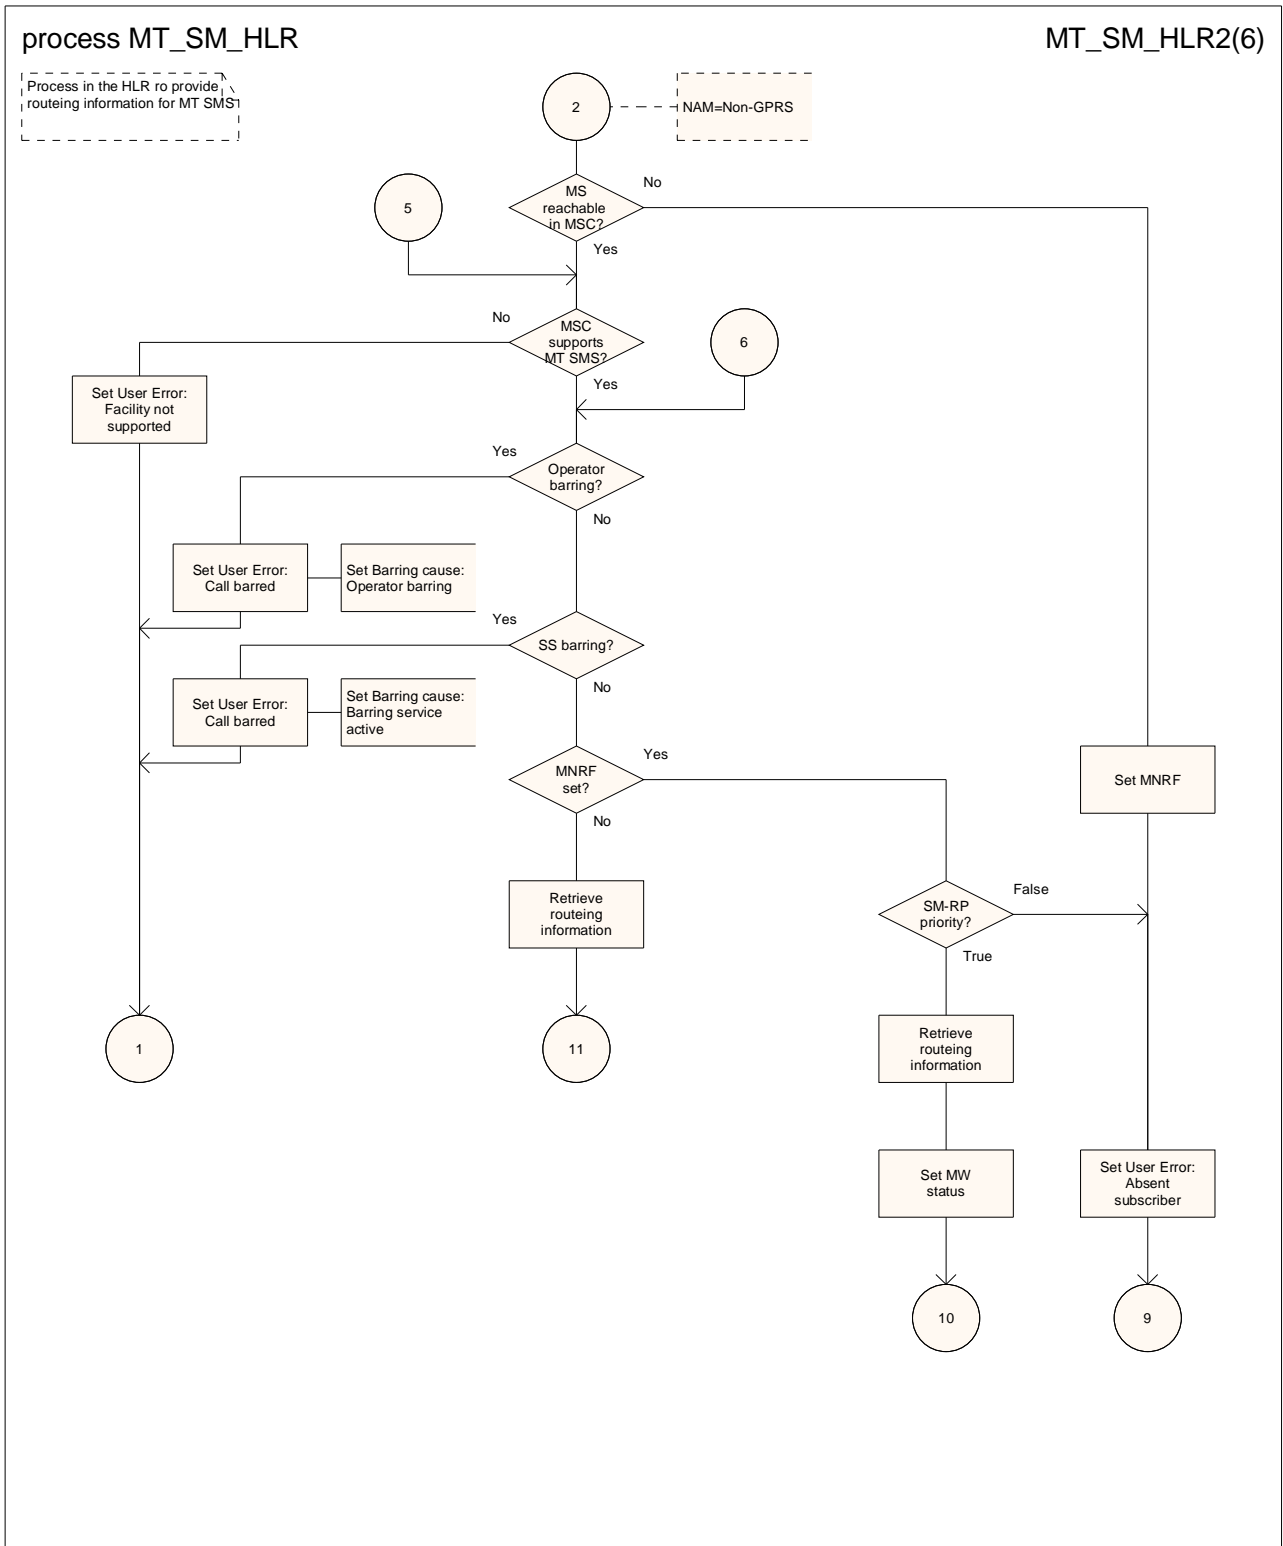 process MT_SM_HLR
MT_SM_HLR2(6)
Process in the HLR ro provide
routeing information for MT SMS
2
NAM=Non-GPRS
MS
reachable
in MSC?
No
Yes
5
MSC
supports
MT SMS?
No
Yes
6
Set User Error:
Facility not
supported
Operator
barring?
Yes
No
Set User Error:
Call barred
Set Barring cause:
Operator barring
SS barring?
Yes
No
Set User Error:
Call barred
Set Barring cause:
Barring service
active
MNRF
set?
Yes
No
Set MNRF
Retrieve
routeing
information
SM-RP
priority?
False
True
1
11
Retrieve
routeing
information
Set MW
status
Set User Error:
Absent
subscriber
10
9